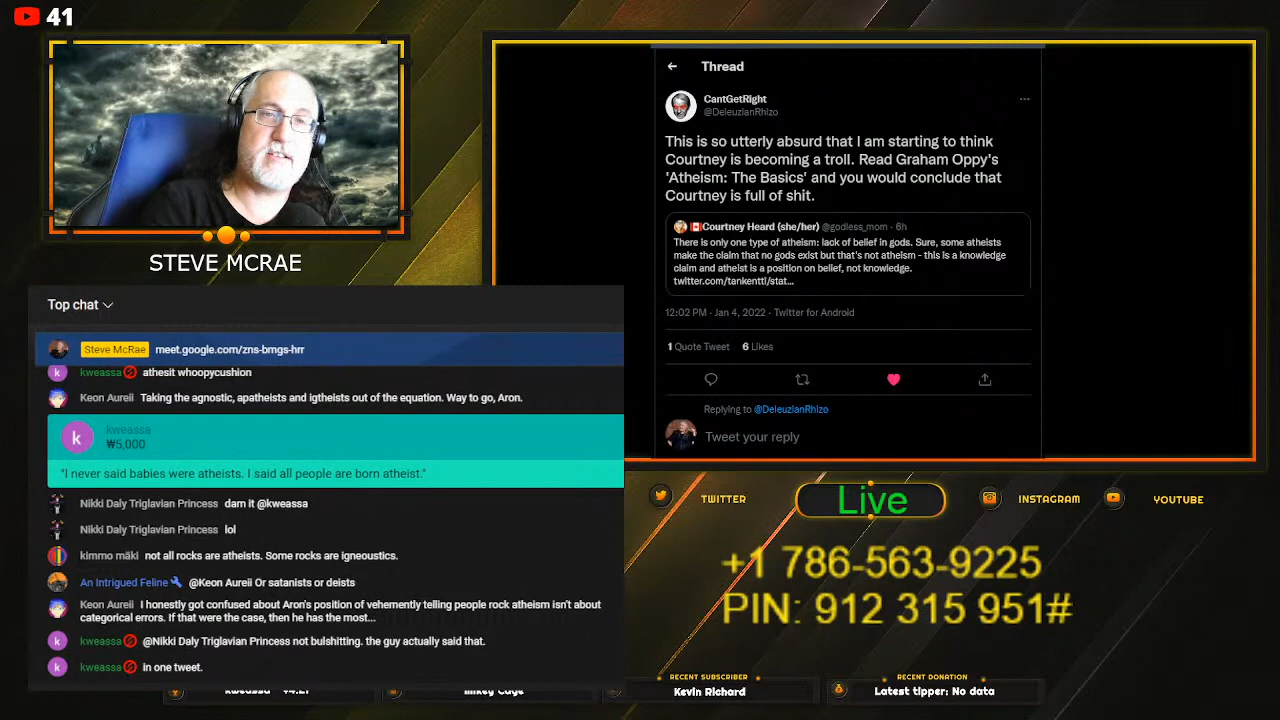 41
STEVE MCRAE
Top chat
Steve McRae meet.google.com/zns-bmgs-hrr
kweassa athesit whoopycushion
Keon Aureii Taking the agnostic, apatheists and igtheists out of the equation. Way to go, Aron.
k kweassa
₩5,000
"I never said babies were atheists. I said all people are born atheist."
Nikki Daly Triglavian Princess dam it @kweassa
Nikki Daly Triglavian Princess lol
kimmo mäki not all rocks are atheists. Some rocks are igneoustics.
An Intrigued Feline @Keon Aureii Or satanists or deists
Keon Aureii I honestly got confused about Aron's position of vehemently telling people rock atheism isn't about
categorical errors. If that were the case, then he has the most...
k kweassa @Nikki Daly Triglavian Princess not bulshitting. the guy actually said that.
k kweassa in one tweet.
Thread
CantGetRight
@DeleuzIanRhizo
This is so utterly absurd that I am starting to think
Courtney is becoming a troll. Read Graham Oppy's
'Atheism: The Basics' and you would conclude that
Courtney is full of shit.
Courtney Heard (she/her) @godless_mom · 6h
There is only one type of atheism: lack of belief in gods. Sure, some atheists
make the claim that no gods exist but that's not atheism - this is a knowledge
claim and atheist is a position on belief, not knowledge.
twitter.com/tankentti/stat...
12:02 PM · Jan 4, 2022 · Twitter for Android
1 Quote Tweet 6 Likes
Replying to @DeleuzIanRhizo
Tweet your reply
TWITTER
Live
INSTAGRAM
YOUTUBE
+1 786-563-9225
PIN: 912 315 951#
kweassa
Mikey Cage
RECENT SUBSCRIBER
Kevin Richard
RECENT DONATION
Latest tipper: No data